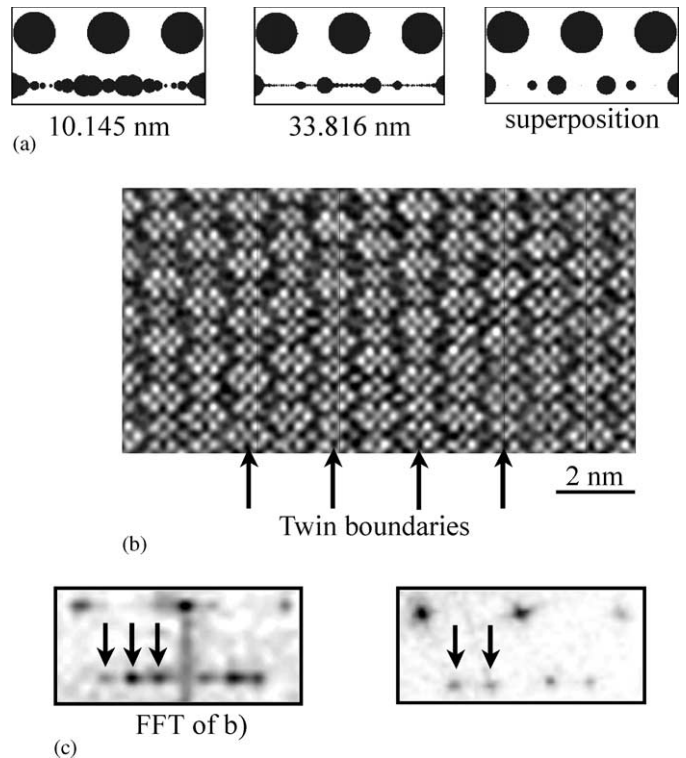 10.145 nm
33.816 nm
superposition
(a)
2 nm
Twin boundaries
(b)
FFT of b)
(c)